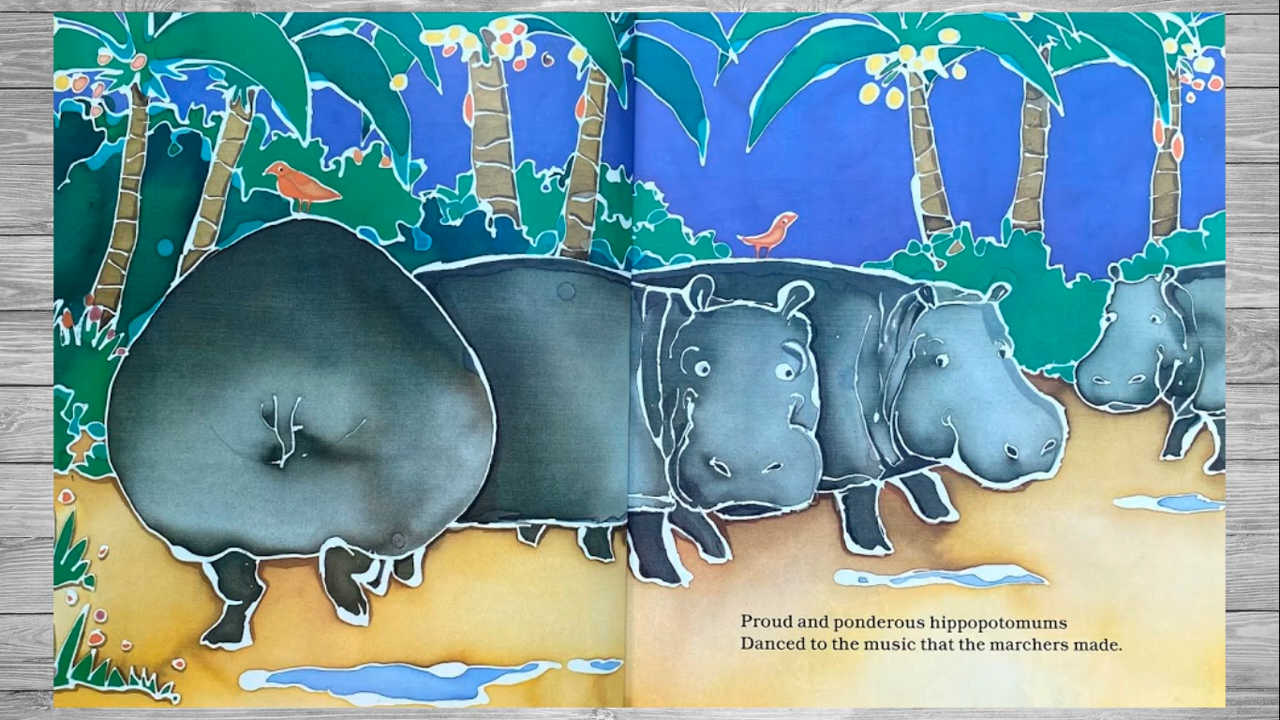 Proud and ponderous hippopotomums
Danced to the music that the marchers made.